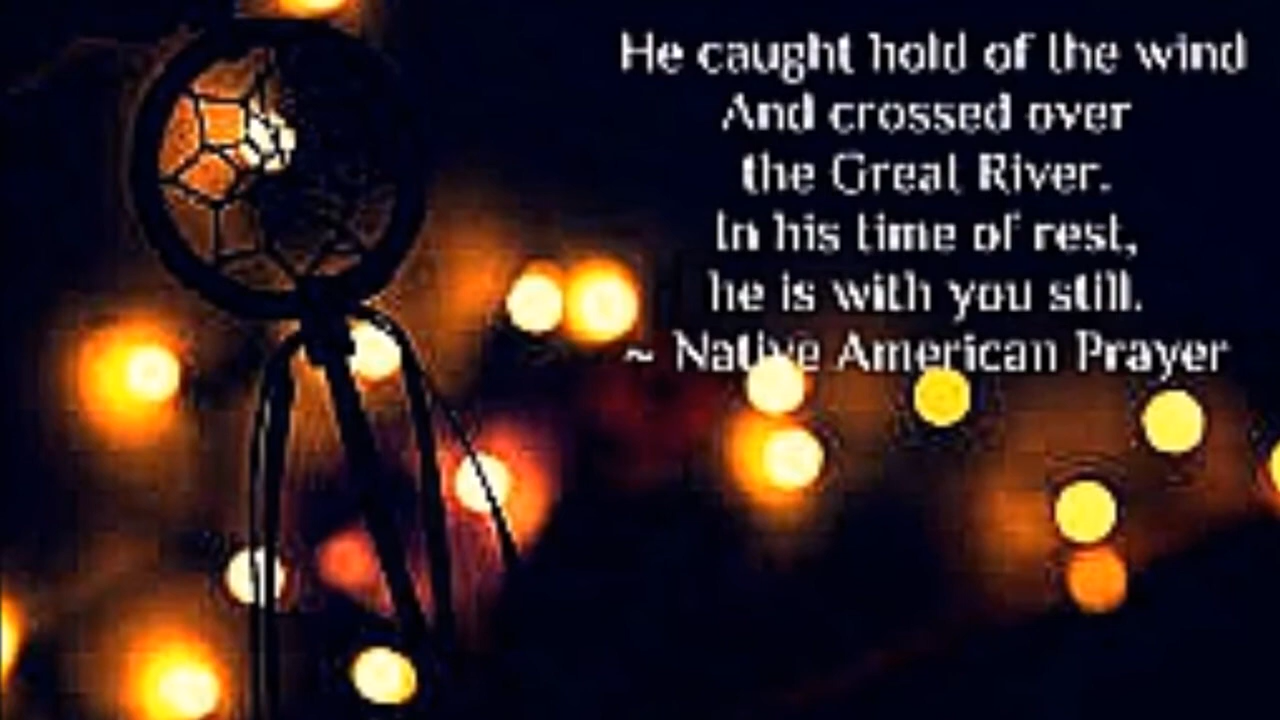 He caught hold of the wind
And crossed over
the Great River.
In his time of rest,
he is with you still.
~ Native American Prayer